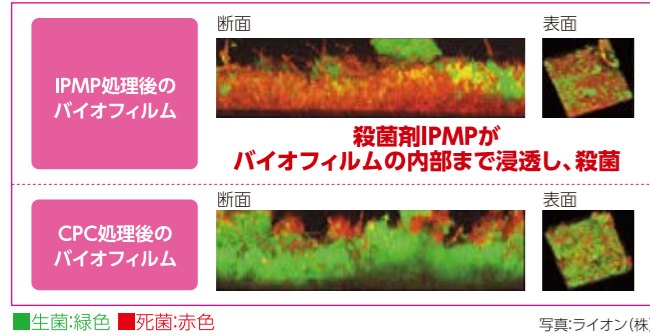 断面
表面
IPMP処理後の
バイオフィルム
殺菌剤IPMPが
バイオフィルムの内部まで浸透し、殺菌
断面
表面
CPC処理後の
バイオフィルム
■生菌:緑色 ■死菌:赤色
写真:ライオン(株)